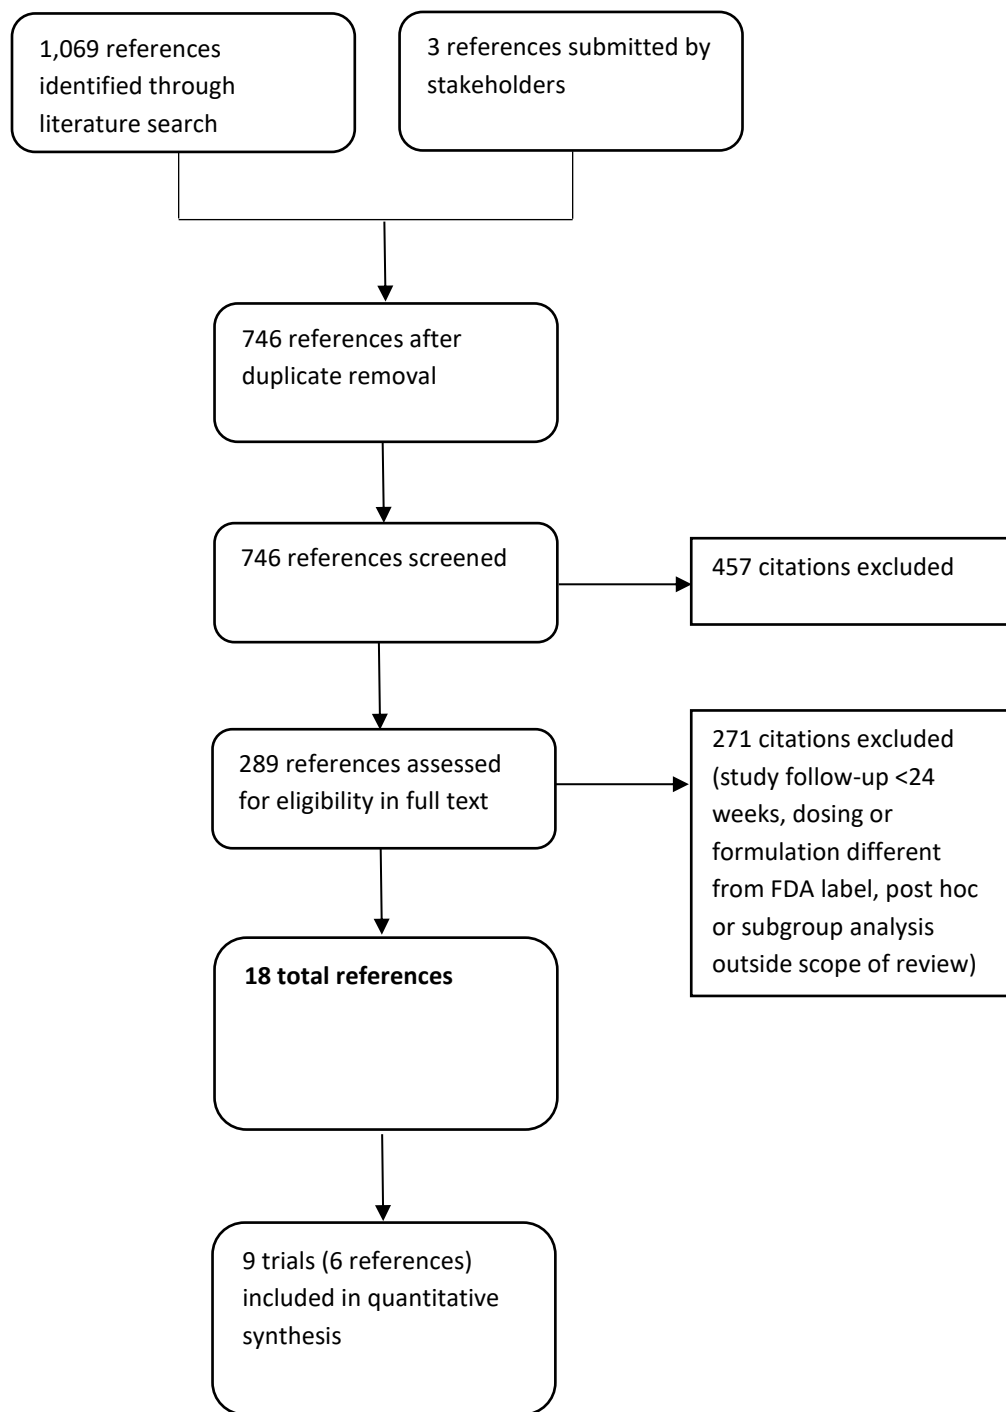 1,069 references
identified through
literature search
3 references submitted by
stakeholders
746 references after
duplicate removal
746 references screened
457 citations excluded
289 references assessed
for eligibility in full text
271 citations excluded
(study follow-up <24
weeks, dosing or
formulation different
from FDA label, post hoc
or subgroup analysis
outside scope of review)
18 total references
9 trials (6 references)
included in quantitative
synthesis